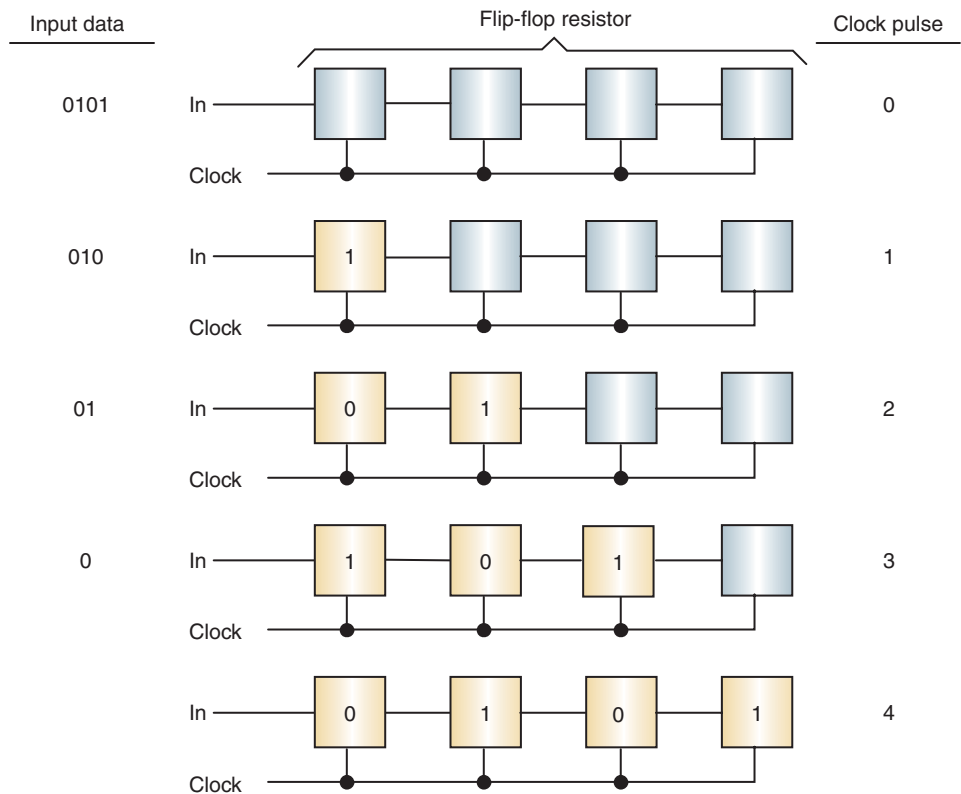 Input data Flip-flop resistor Clock pulse
0101 In 0
Clock
010 In 1 1
Clock
01 In 0 1 2
Clock
0 In 1 0 1 3
Clock
In 0 1 0 1 4
Clock